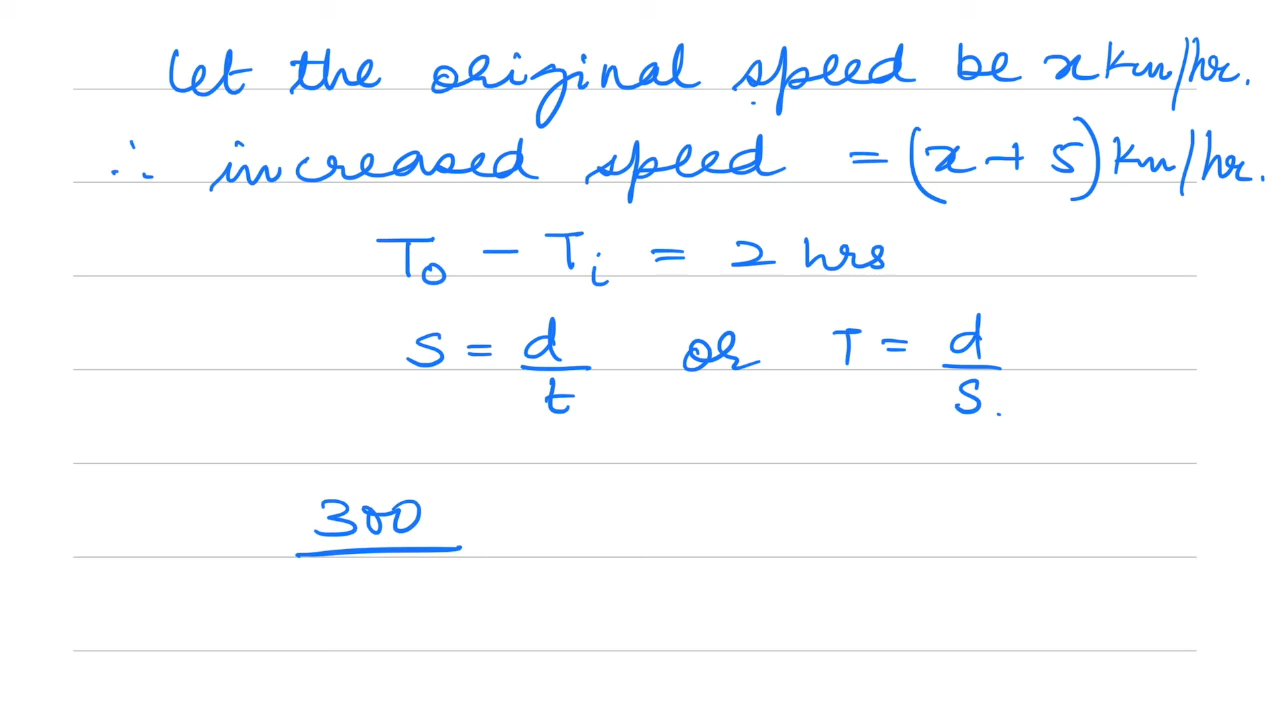 Let the original speed be x km/hr.
∴ increased speed = (x + 5) km/hr.
T₀ - Tᵢ = 2 hrs
S = d/t or T = d/s.
300